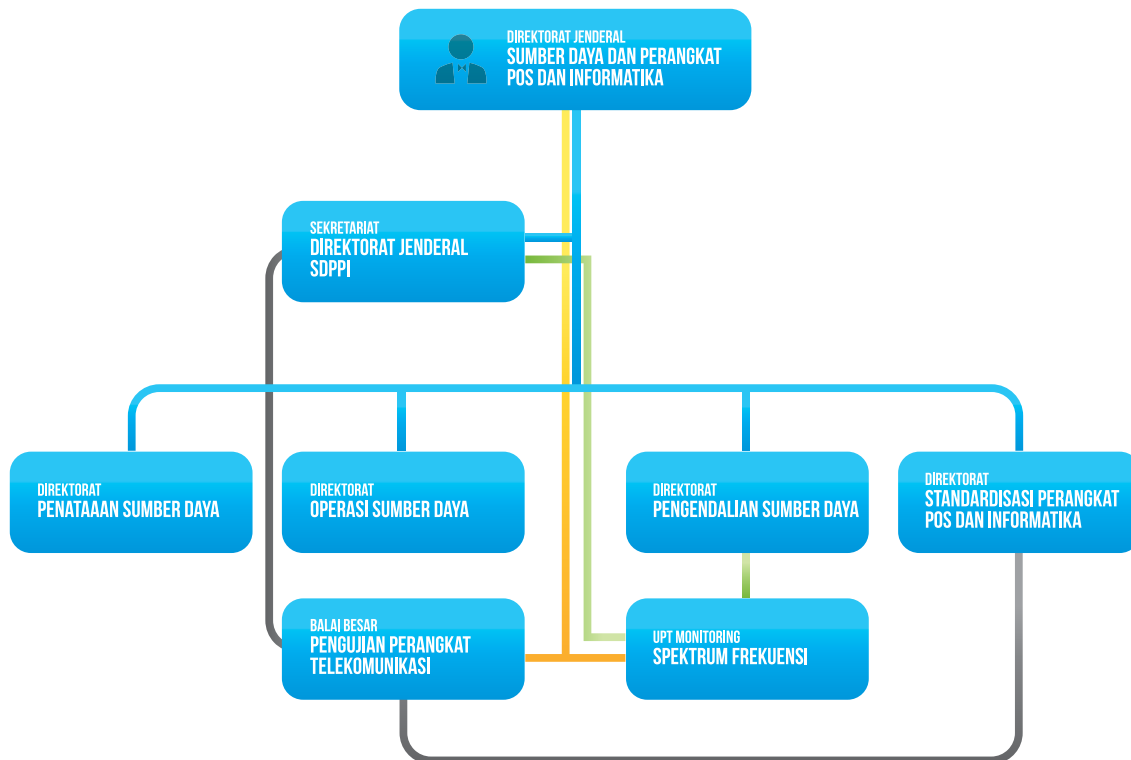 DIREKTORAT JENDERAL
SUMBER DAYA DAN PERANGKAT
POS DAN INFORMATIKA
SEKRETARIAT
DIREKTORAT JENDERAL
SDPPI
DIREKTORAT
PENATAAAN SUMBER DAYA
DIREKTORAT
OPERASI SUMBER DAYA
DIREKTORAT
PENGENDALIAN SUMBER DAYA
DIREKTORAT
STANDARDISASI PERANGKAT
POS DAN INFORMATIKA
BALAI BESAR
PENGUJIAN PERANGKAT
TELEKOMUNIKASI
UPT MONITORING
SPEKTRUM FREKUENSI